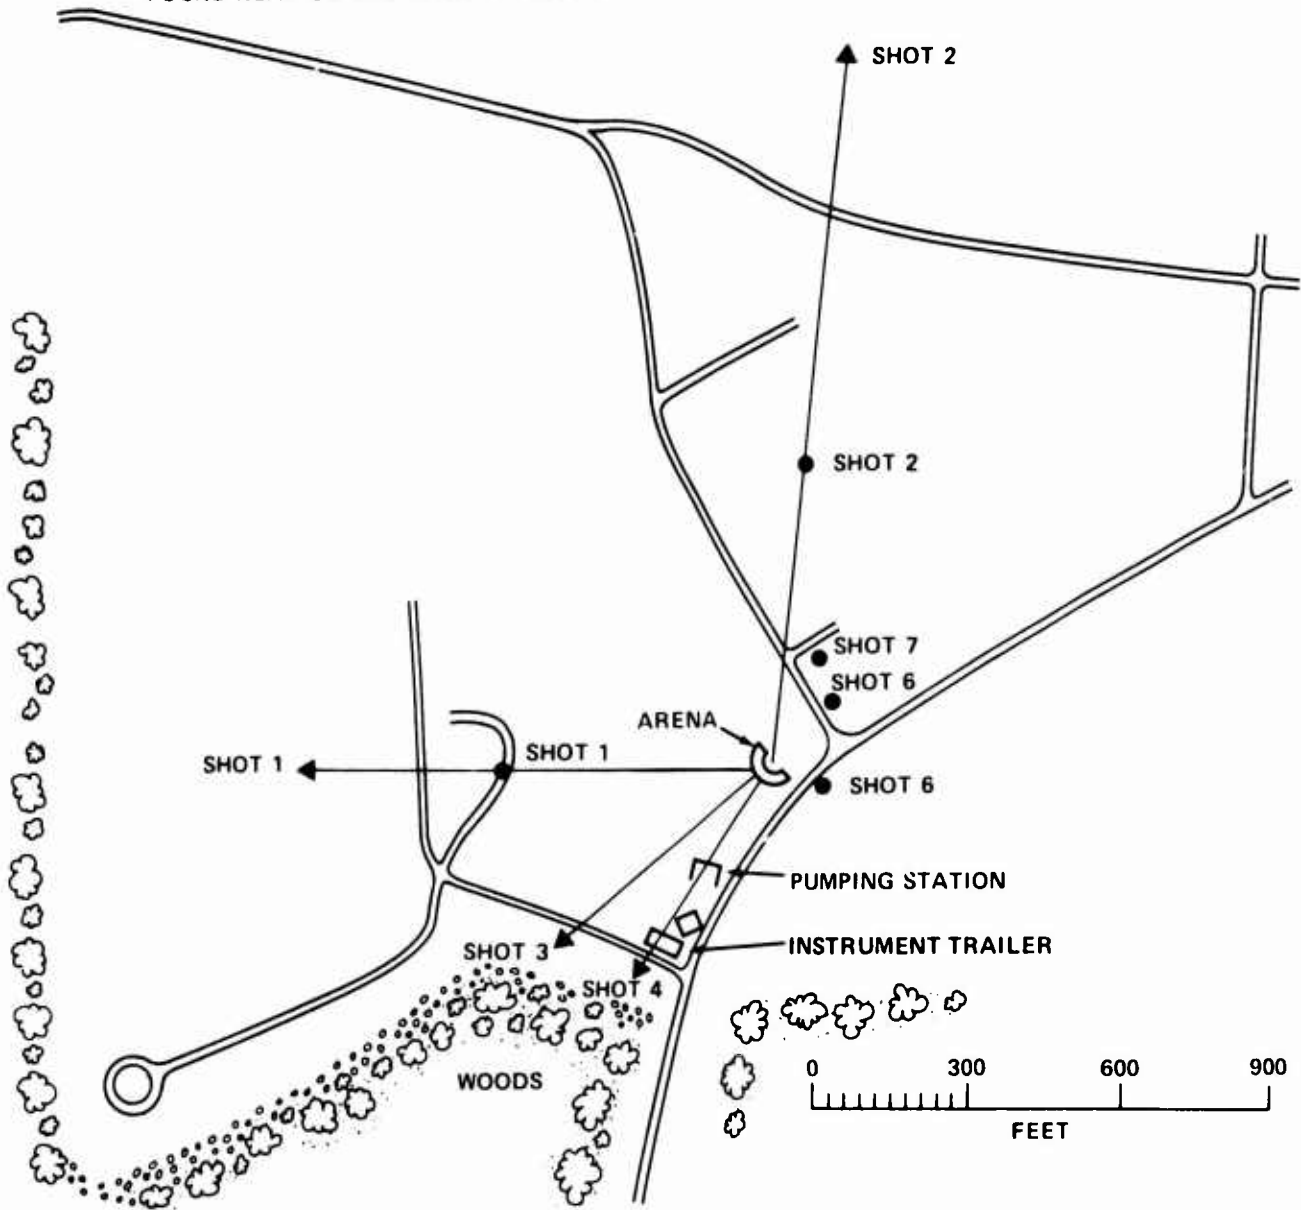 SHOT 2
SHOT 2
SHOT 7
SHOT 6
ARENA
SHOT 1
SHOT 1
SHOT 6
PUMPING STATION
INSTRUMENT TRAILER
SHOT 3
SHOT 4
WOODS
0 300 600 900
FEET